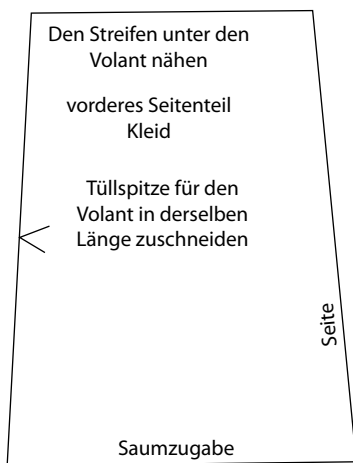 Den Streifen unter den
Volant nähen
vorderes Seitenteil
Kleid
Tüllspitze für den
Volant in derselben
Länge zuschneiden
Seite
Saumzugabe